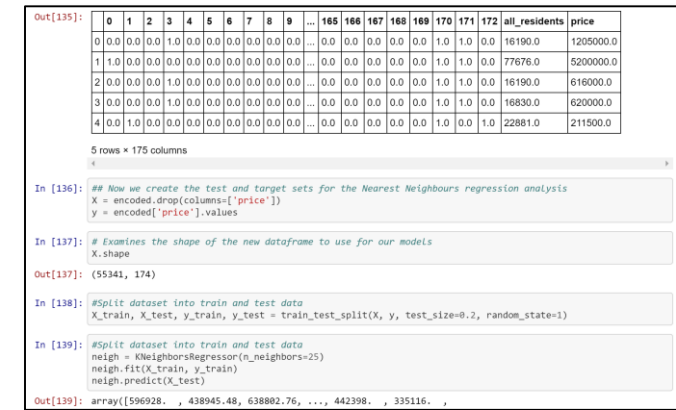 Out[135]:
0 1 2 3 4 5 6 7 8 9 ... 165 166 167 168 169 170 171 172 all_residents price
0 0.0 0.0 0.0 1.0 0.0 0.0 0.0 0.0 0.0 0.0 ... 0.0 0.0 0.0 0.0 0.0 1.0 1.0 0.0 16190.0 1205000.0
1 1.0 0.0 0.0 0.0 0.0 0.0 0.0 0.0 0.0 0.0 ... 0.0 0.0 0.0 0.0 0.0 1.0 1.0 0.0 77676.0 5200000.0
2 0.0 0.0 0.0 1.0 0.0 0.0 0.0 0.0 0.0 0.0 ... 0.0 0.0 0.0 0.0 0.0 1.0 1.0 0.0 16190.0 616000.0
3 0.0 0.0 0.0 1.0 0.0 0.0 0.0 0.0 0.0 0.0 ... 0.0 0.0 0.0 0.0 0.0 1.0 1.0 0.0 16830.0 620000.0
4 0.0 1.0 0.0 0.0 0.0 0.0 0.0 0.0 0.0 0.0 ... 0.0 0.0 0.0 0.0 0.0 1.0 0.0 1.0 22881.0 211500.0
5 rows × 175 columns
In [136]: ## Now we create the test and target sets for the Nearest Neighbours regression analysis
X = encoded.drop(columns=['price'])
y = encoded['price'].values
In [137]: # Examines the shape of the new dataframe to use for our models
X.shape
Out[137]: (55341, 174)
In [138]: #Split dataset into train and test data
X_train, X_test, y_train, y_test = train_test_split(X, y, test_size=0.2, random_state=1)
In [139]: #Split dataset into train and test data
neigh = KNeighborsRegressor(n_neighbors=25)
neigh.fit(X_train, y_train)
neigh.predict(X_test)
Out[139]: array([596928. , 438945.48, 638802.76, ..., 442398. , 335116. ,